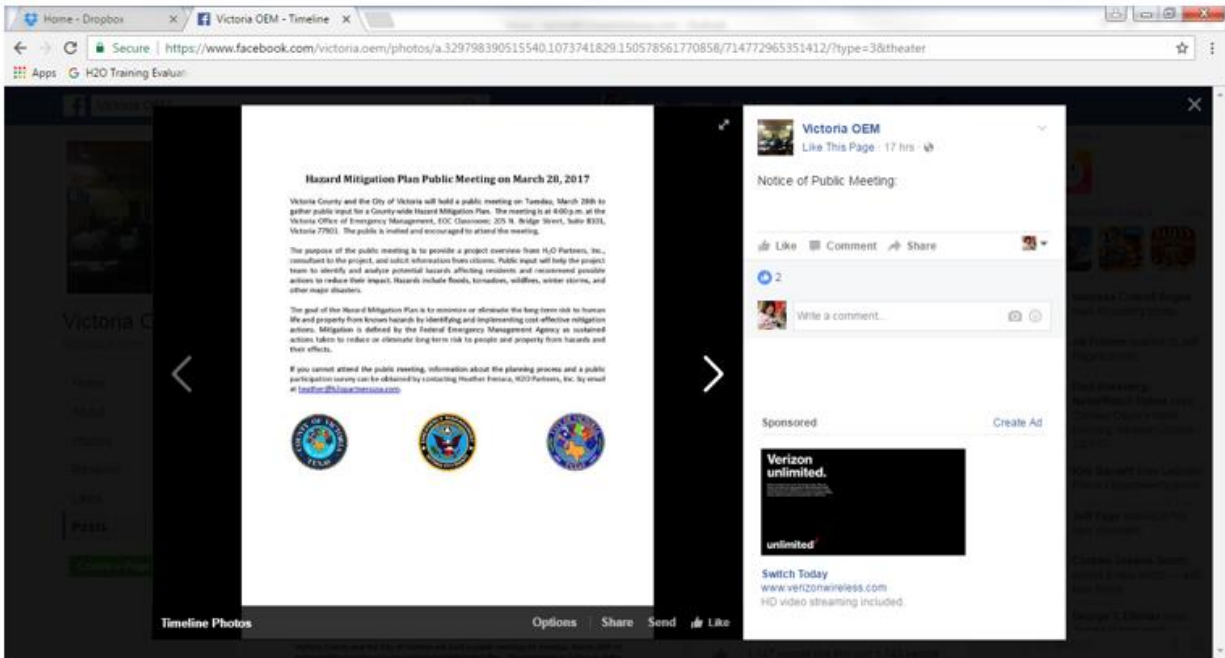 Home - Dropbox
Victoria OEM - Timeline
Secure | https://www.facebook.com/victoria.oem/photos/a.329798390515540.1073741829.150578561770858/714772965351412/?type=3&theater
Apps G H2O Training Evaluat
Hazard Mitigation Plan Public Meeting on March 28, 2017
Victoria County and the City of Victoria will hold a public meeting on Tuesday, March 28th to
gather public input for a County-wide Hazard Mitigation Plan. The meeting is at 4:00 p.m. at the
Victoria Office of Emergency Management, EOC Classroom; 205 N. Bridge Street, Suite B101,
Victoria 77901. The public is invited and encouraged to attend the meeting.
The purpose of the public meeting is to provide a project overview from H2O Partners, Inc.,
consultant to the project, and solicit information from citizens. Public input will help the project
team to identify and analyze potential hazards affecting residents and recommend possible
actions to reduce their impact. Hazards include floods, tornadoes, wildfires, winter storms, and
other major disasters.
The goal of the Hazard Mitigation Plan is to minimize or eliminate the long-term risk to human
life and property from known hazards by identifying and implementing cost-effective mitigation
actions. Mitigation is defined by the Federal Emergency Management Agency as sustained
actions taken to reduce or eliminate long-term risk to people and property from hazards and
their effects.
If you cannot attend the public meeting, information about the planning process and a public
participation survey can be obtained by contacting Heather Ferrara, H2O Partners, Inc. by email
at heather@h2opartnersusa.com.
COUNTY OF VICTORIA
TEXAS
Timeline Photos
Options Share Send Like
Victoria OEM
Like This Page · 17 hrs
Notice of Public Meeting:
Like Comment Share
2
Write a comment...
Sponsored Create Ad
Verizon
unlimited.
unlimited
Switch Today
www.verizonwireless.com
HD video streaming included.
Victoria O
Posts